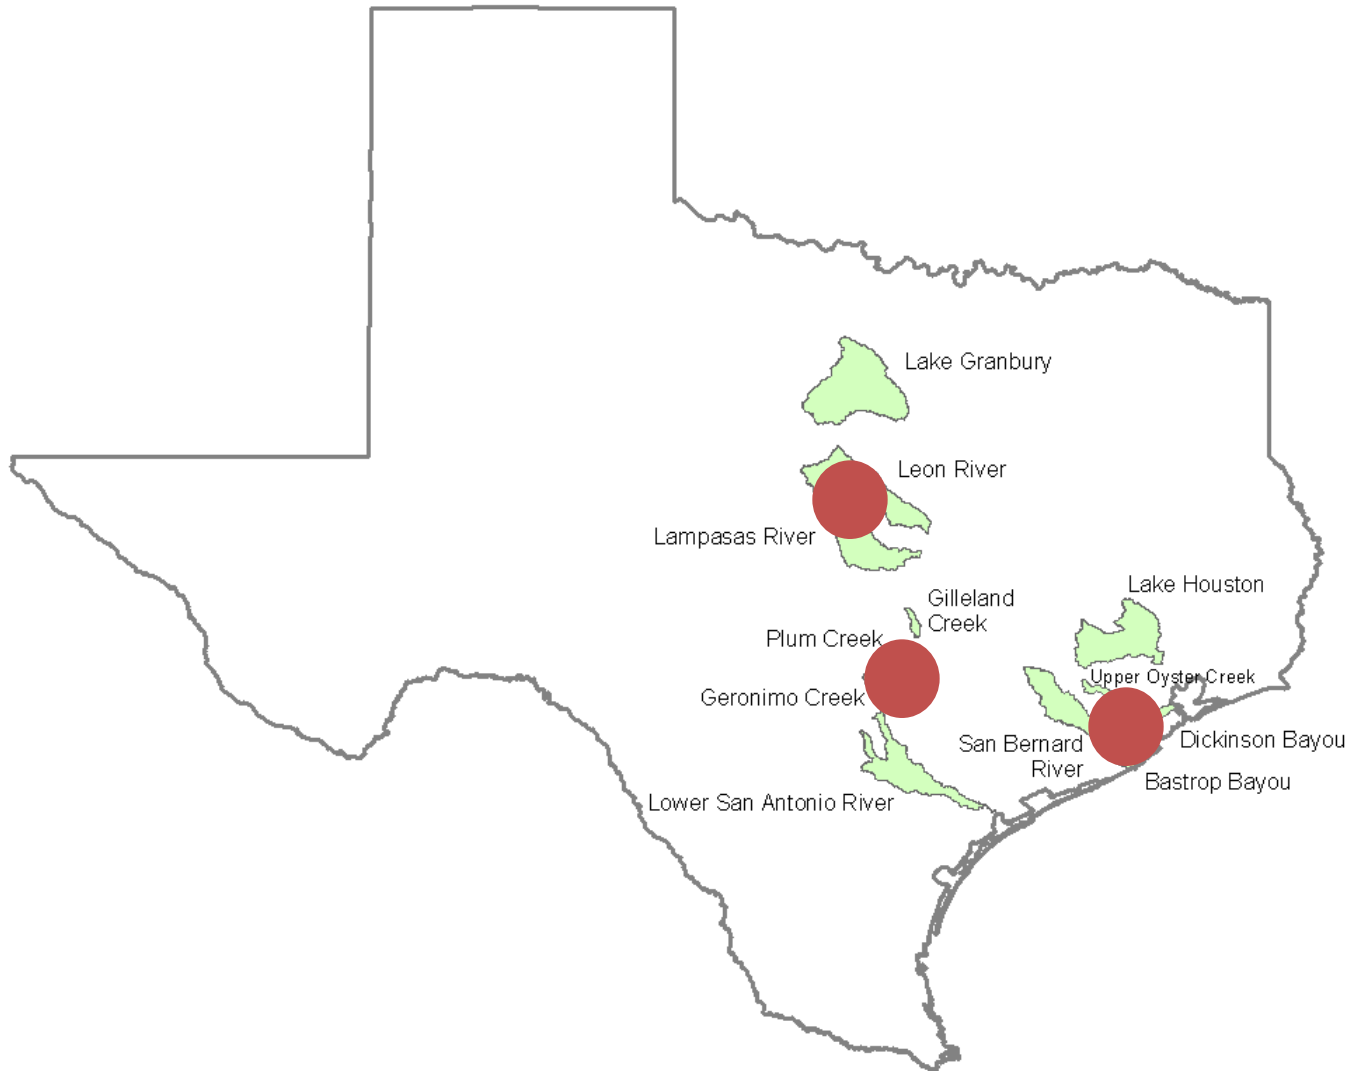 Lake Granbury
Leon River
Lampasas River
Gilleland
Creek
Plum Creek
Geronimo Creek
Lower San Antonio River
Lake Houston
Upper Oyster Creek
San Bernard
River
Dickinson Bayou
Bastrop Bayou